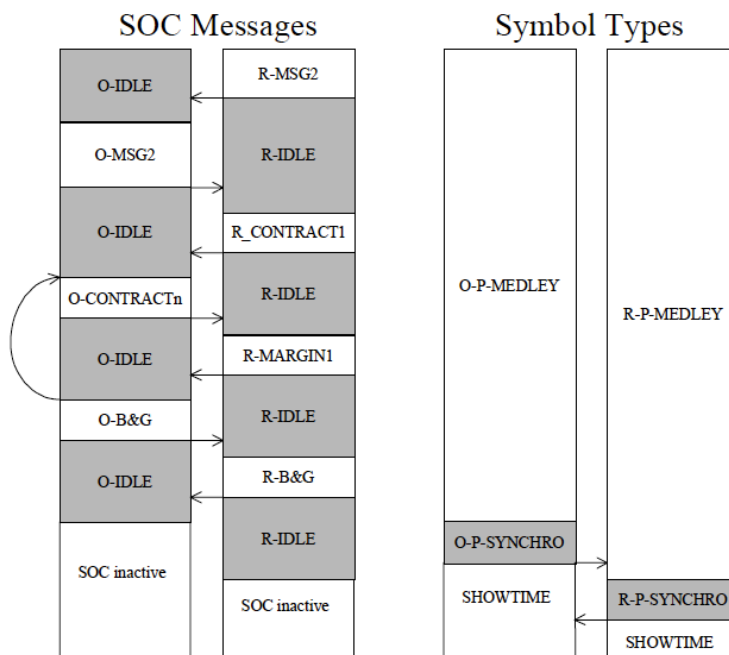 SOC Messages
O-IDLE
O-MSG2
O-IDLE
O-CONTRACTn
O-IDLE
O-B&G
O-IDLE
SOC inactive
R-MSG2
R-IDLE
R_CONTRACT1
R-IDLE
R-MARGIN1
R-IDLE
R-B&G
R-IDLE
SOC inactive
Symbol Types
O-P-MEDLEY
O-P-SYNCHRO
SHOWTIME
R-P-MEDLEY
R-P-SYNCHRO
SHOWTIME